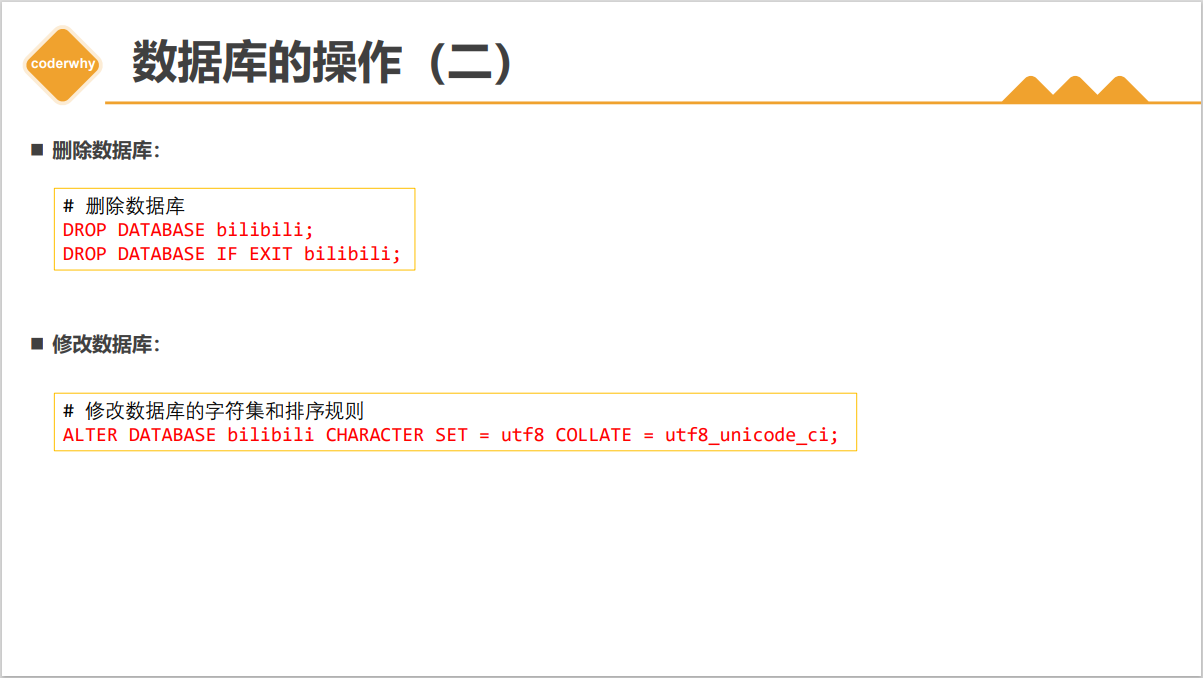 coderwhy
数据库的操作（二）
■ 删除数据库：
# 删除数据库
DROP DATABASE bilibili;
DROP DATABASE IF EXIT bilibili;
■ 修改数据库：
# 修改数据库的字符集和排序规则
ALTER DATABASE bilibili CHARACTER SET = utf8 COLLATE = utf8_unicode_ci;